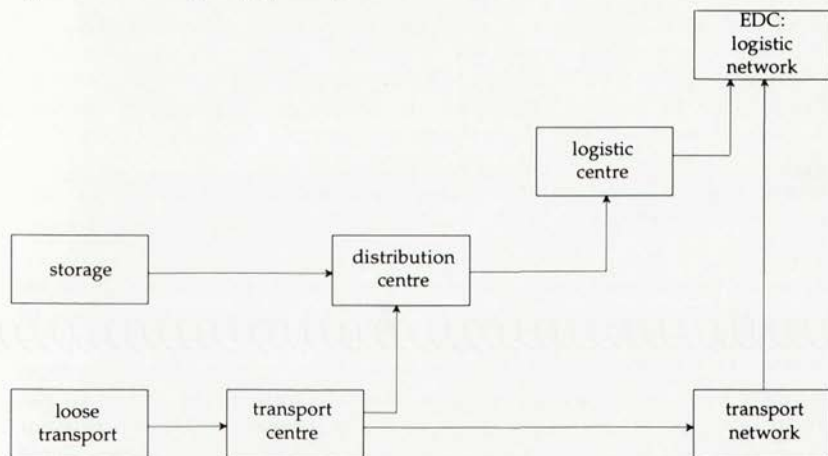 EDC:
logistic
network
logistic
centre
storage
distribution
centre
loose
transport
transport
centre
transport
network